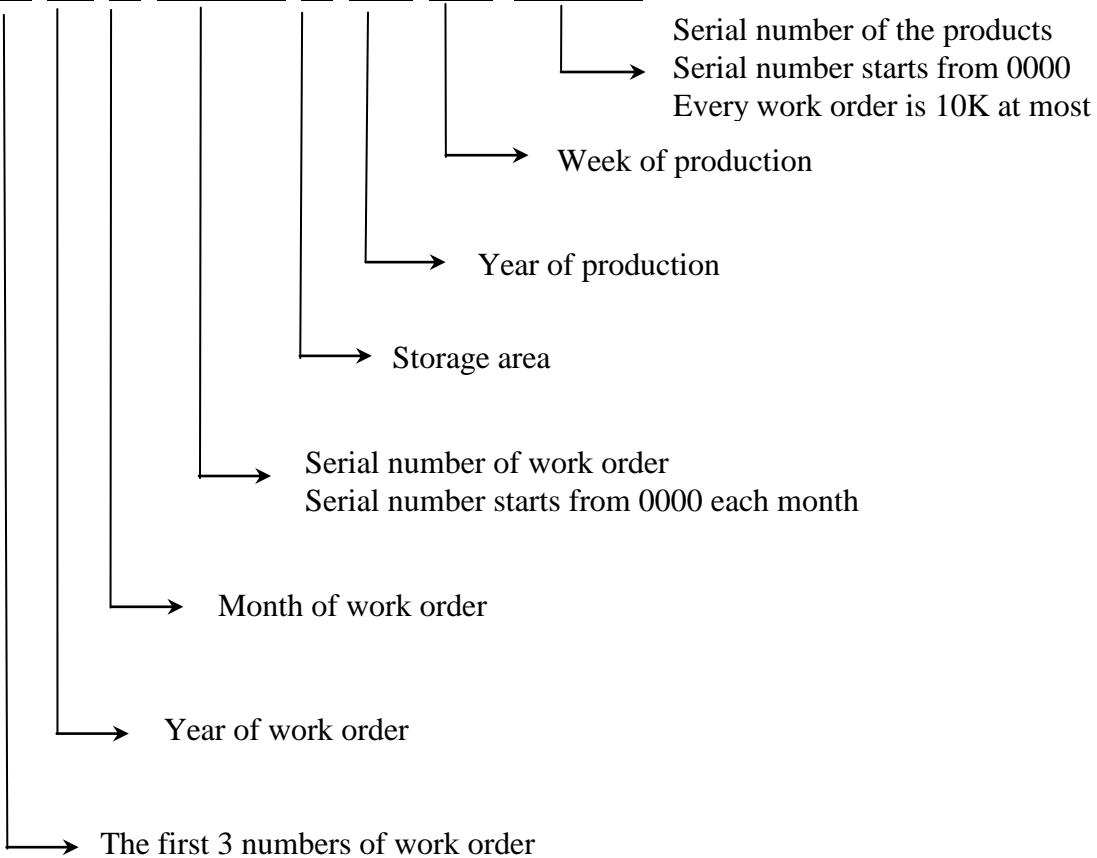 Serial number of the products
Serial number starts from 0000
Every work order is 10K at most
Week of production
Year of production
Storage area
Serial number of work order
Serial number starts from 0000 each month
Month of work order
Year of work order
The first 3 numbers of work order